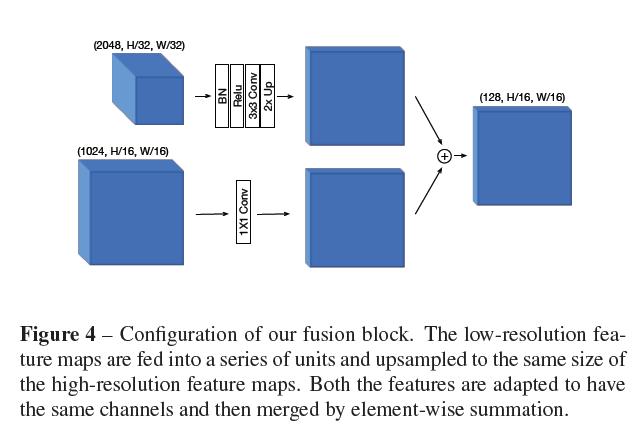 (2048, H/32, W/32)
BN
Relu
3x3 Conv
2x Up
(128, H/16, W/16)
(1024, H/16, W/16)
1X1 Conv
Figure 4 – Configuration of our fusion block. The low-resolution fea-
ture maps are fed into a series of units and upsampled to the same size of
the high-resolution feature maps. Both the features are adapted to have
the same channels and then merged by element-wise summation.